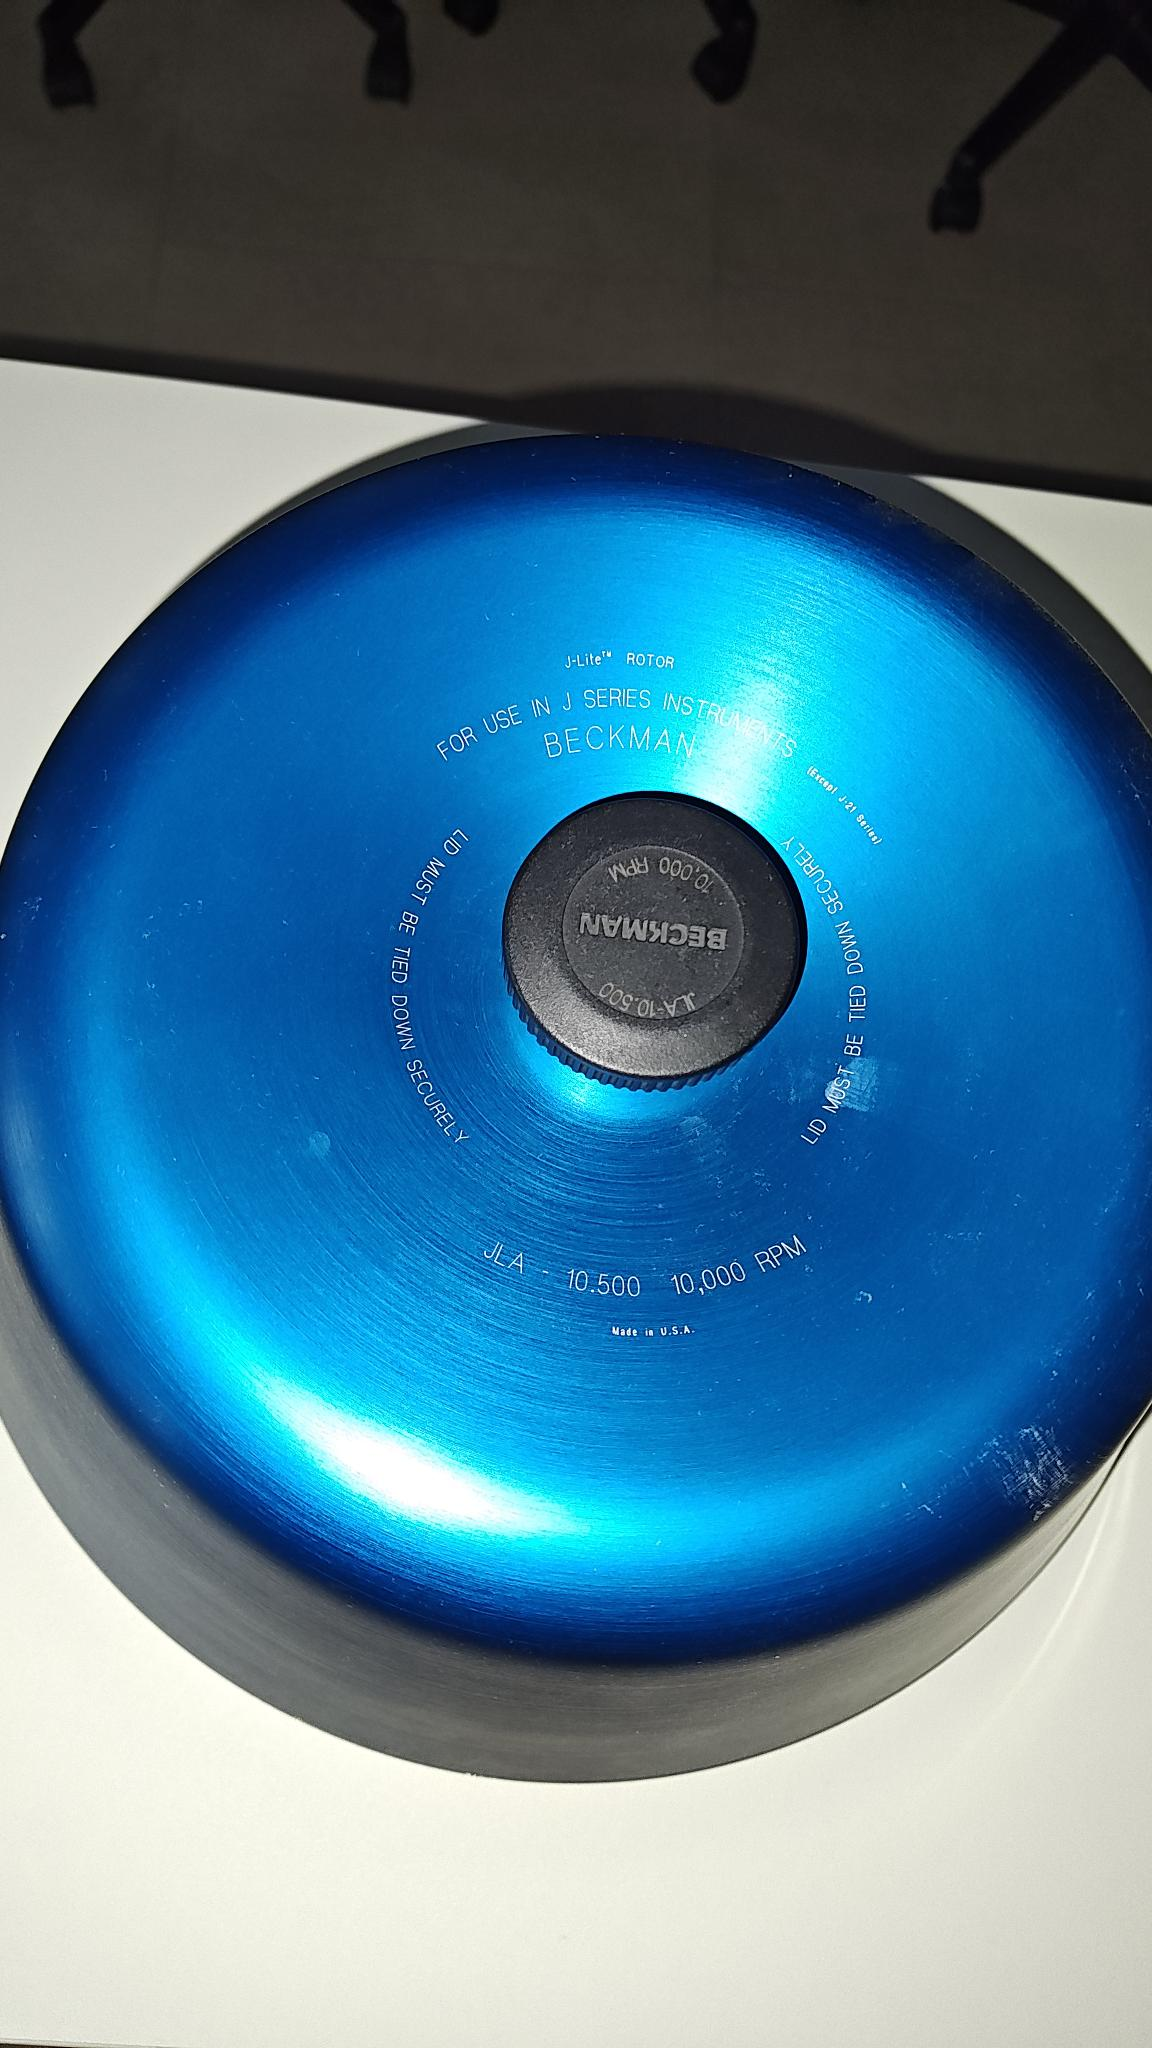 J-Lite™ ROTOR
FOR USE IN J SERIES INSTRUMENTS
(Except J-21 Series)
BECKMAN
LID MUST BE TIED DOWN SECURELY
LID MUST BE TIED DOWN SECURELY
10,000 RPM
BECKMAN
JLA-10.500
JLA - 10.500 10,000 RPM
Made in U.S.A.